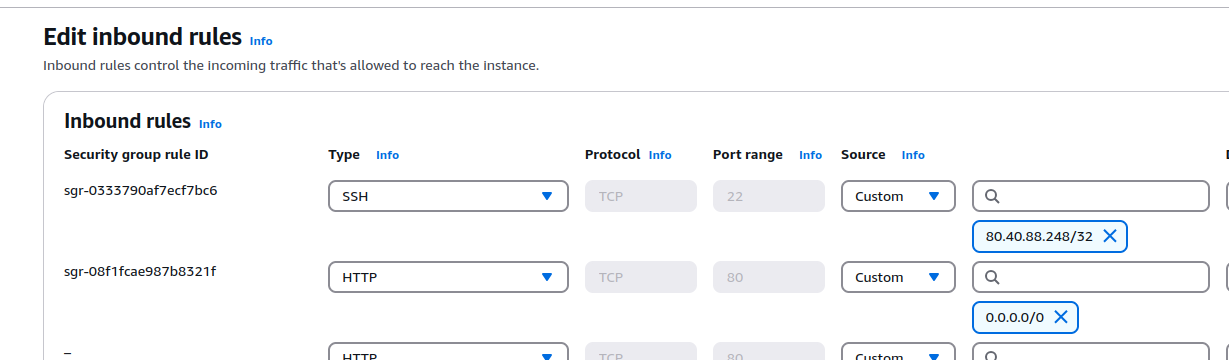 Edit inbound rules Info
Inbound rules control the incoming traffic that's allowed to reach the instance.
Inbound rules Info
Security group rule ID Type Info Protocol Info Port range Info Source Info
sgr-0333790af7ecf7bc6 SSH TCP 22 Custom
80.40.88.248/32
sgr-08f1fcae987b8321f HTTP TCP 80 Custom
0.0.0.0/0
– HTTP TCP 80 Custom